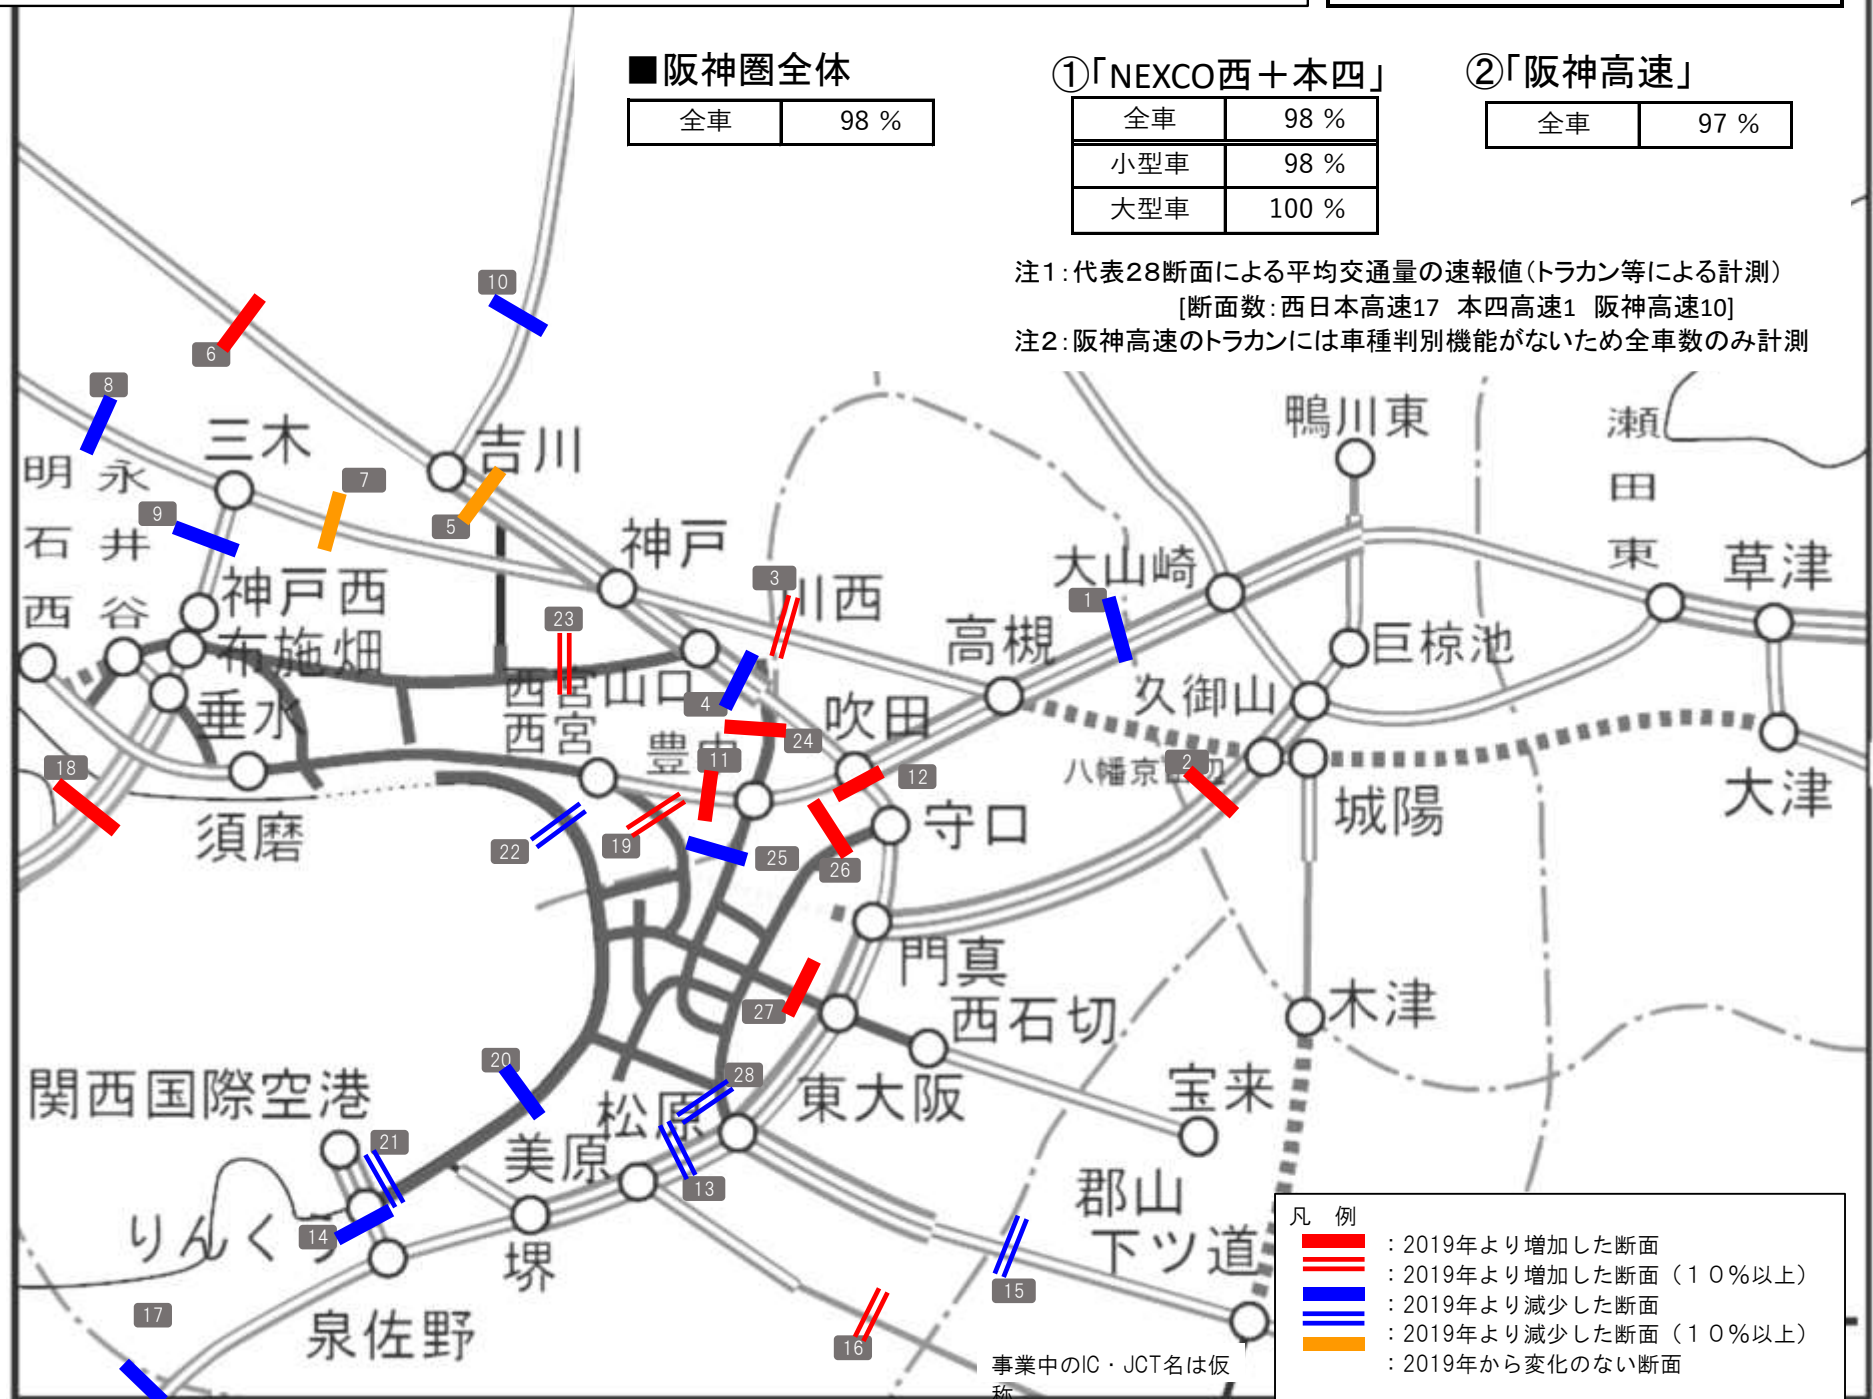 ■阪神圏全体
全車 98 %
①「NEXCO西＋本四」
全車 98 %
小型車 98 %
大型車 100 %
②「阪神高速」
全車 97 %
注1：代表28断面による平均交通量の速報値（トラカン等による計測）
[断面数：西日本高速17 本四高速1 阪神高速10]
注2：阪神高速のトラカンには車種判別機能がないため全車数のみ計測
10
6
8
鴨川東
瀬田東
三木
吉川
明石西
永井谷
7
9
5
神戸
大山崎
草津
3
川西
1
神戸西
布施畑
23
高槻
巨椋池
西宮山口
4
久御山
垂水
西宮
吹田
24
豊中
11
12
八幡京田辺
2
18
大津
城陽
須磨
守口
22
19
25
26
門真
27
西石切
木津
20
28
関西国際空港
松原
東大阪
宝来
21
美原
13
郡山
下ツ道
りんくう
14
堺
15
17
泉佐野
16
事業中のIC・JCT名は仮
称
凡 例
：2019年より増加した断面
：2019年より増加した断面（１０％以上）
：2019年より減少した断面
：2019年より減少した断面（１０％以上）
：2019年から変化のない断面